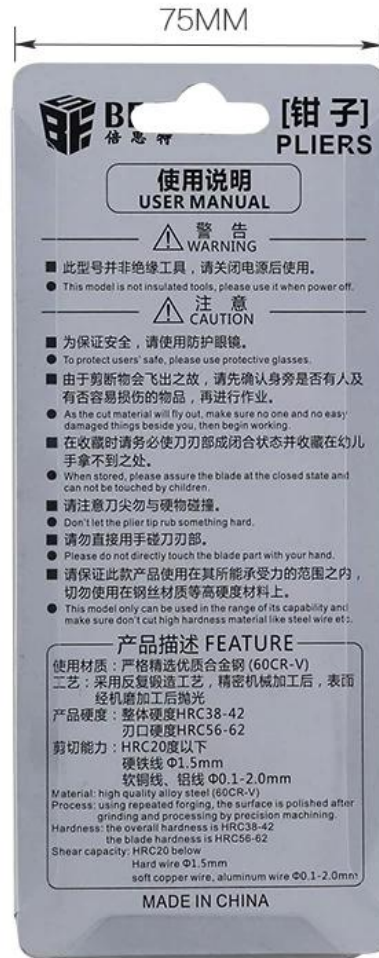 75MM
倍思特
[钳子]
PLIERS
使用说明
USER MANUAL
警 告
WARNING
■ 此型号并非绝缘工具，请关闭电源后使用。
● This model is not insulated tools, please use it when power off.
注 意
CAUTION
■ 为保证安全，请使用防护眼镜。
● To protect users' safe, please use protective glasses.
■ 由于剪断物会飞出之故，请先确认身旁是否有人及
有否容易损伤的物品，再进行作业。
● As the cut material will fly out, make sure no one and no easy
damaged things beside you, then begin working.
■ 在收藏时请务必使刀刃部成闭合状态并收藏在幼儿
手拿不到之处。
● When stored, please assure the blade at the closed state and
can not be touched by children.
■ 请注意刀尖勿与硬物碰撞。
● Don't let the plier tip rub something hard.
■ 请勿直接用手碰刀刃部。
● Please do not directly touch the blade part with your hand.
■ 请保证此款产品使用在其所能承受力的范围之内，
切勿使用在钢丝材质等高硬度材料上。
● This model only can be used in the range of its capability and
make sure don't cut high hardness material like steel wire etc.
产品描述 FEATURE
使用材质：严格精选优质合金钢 (60CR-V)
工艺：采用反复锻造工艺，精密机械加工后，表面
经机磨加工后抛光
产品硬度：整体硬度HRC38-42
刃口硬度HRC56-62
剪切能力：HRC20度以下
硬铁线 Φ1.5mm
软铜线、铝线 Φ0.1-2.0mm
Material: high quality alloy steel (60CR-V)
Process: using repeated forging, the surface is polished after
grinding and processing by precision machining.
Hardness: the overall hardness is HRC38-42
the blade hardness is HRC56-62
Shear capacity: HRC20 below
Hard wire Φ1.5mm
soft copper wire, aluminum wire Φ0.1-2.0mm
MADE IN CHINA